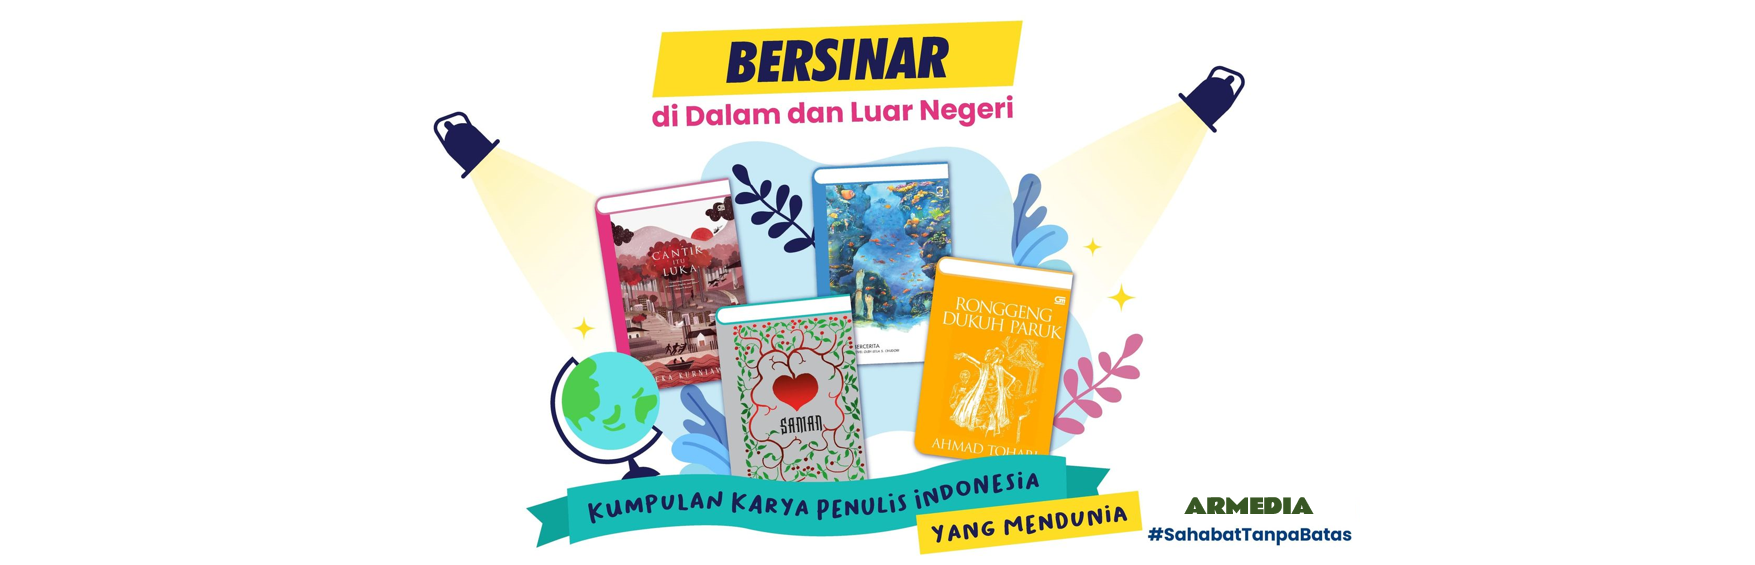 BERSINAR
di Dalam dan Luar Negeri
CANTIK
ITU
LUKA
RONGGENG
DUKUH PARUK
SAMAN
AHMAD TOHARI
KUMPULAN KARYA PENULIS INDONESIA
YANG MENDUNIA
ARMEDIA
#SahabatTanpaBatas